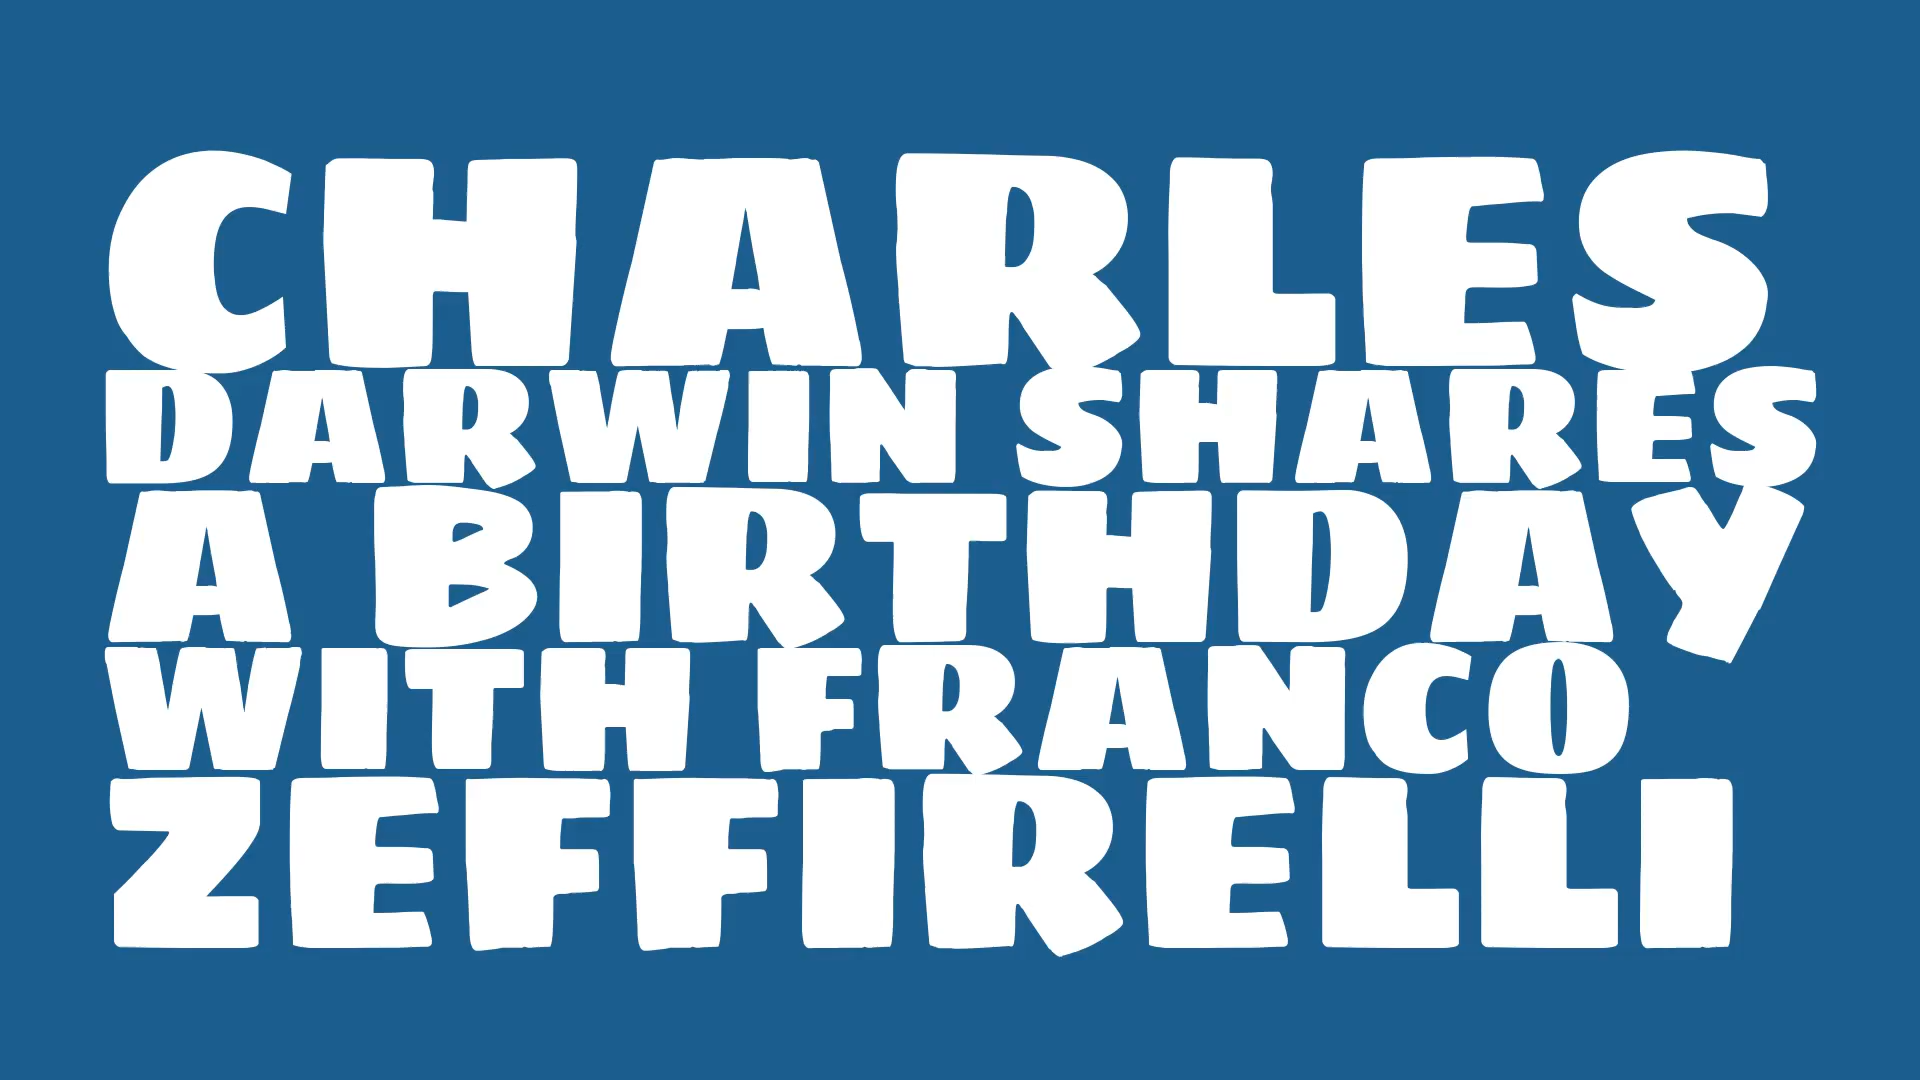 CHARLES
DARWIN SHARES
A BIRTHDAY
WITH FRANCO
ZEFFIRELLI